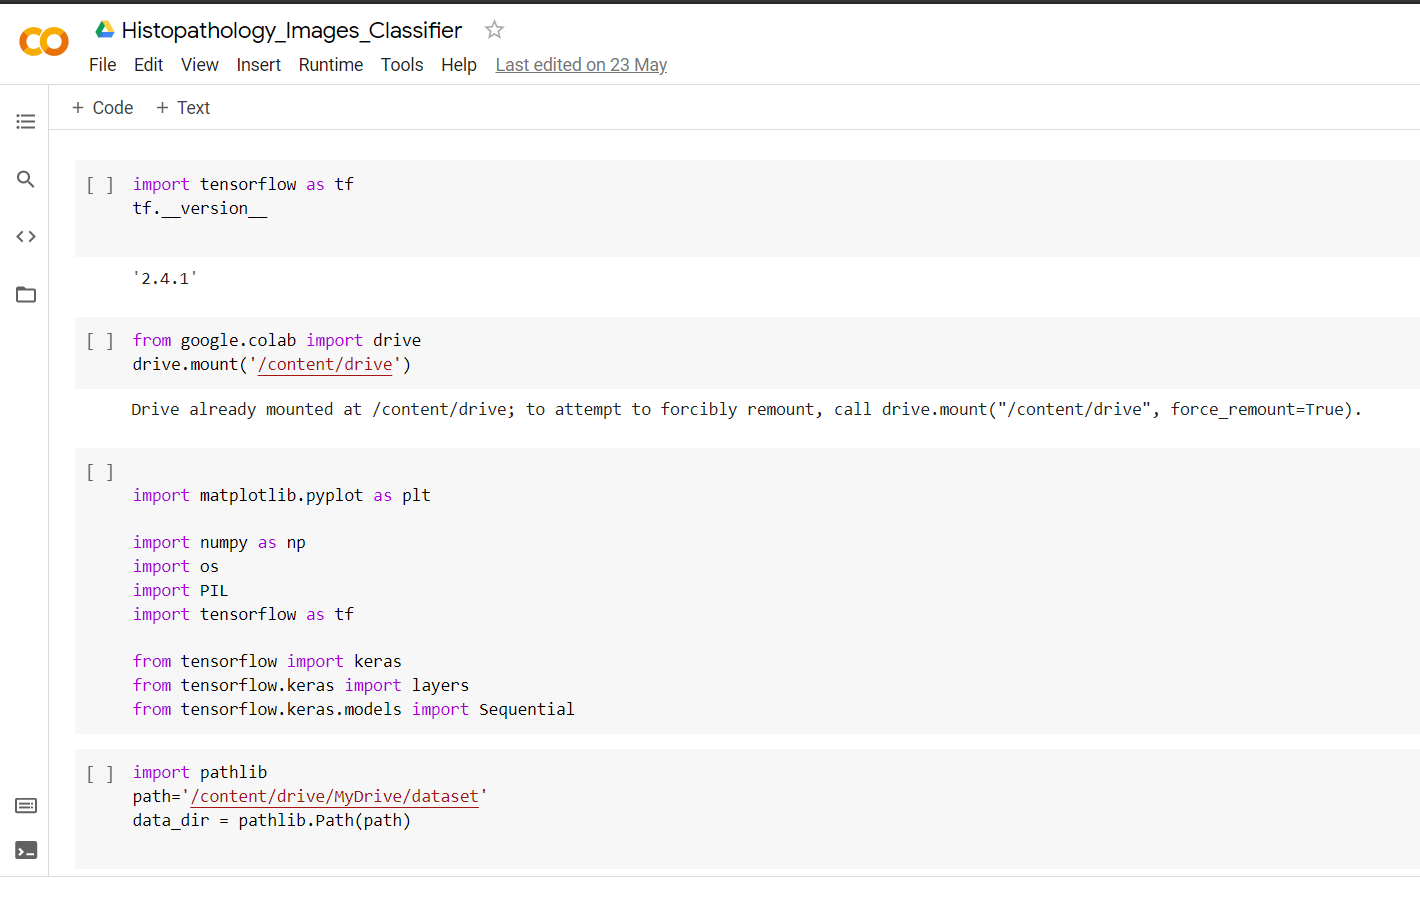 Histopathology_Images_Classifier
File Edit View Insert Runtime Tools Help Last edited on 23 May
+ Code + Text
[ ] import tensorflow as tf
tf.__version__
'2.4.1'
[ ] from google.colab import drive
drive.mount('/content/drive')
Drive already mounted at /content/drive; to attempt to forcibly remount, call drive.mount("/content/drive", force_remount=True).
[ ]
import matplotlib.pyplot as plt
import numpy as np
import os
import PIL
import tensorflow as tf
from tensorflow import keras
from tensorflow.keras import layers
from tensorflow.keras.models import Sequential
[ ] import pathlib
path='/content/drive/MyDrive/dataset'
data_dir = pathlib.Path(path)